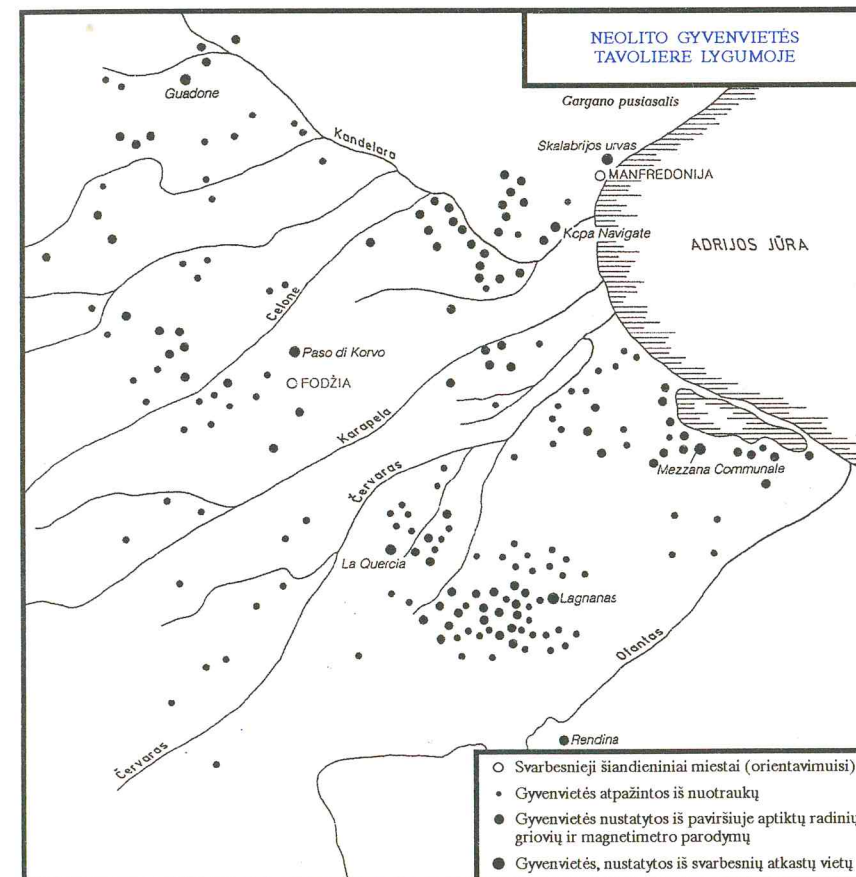 NEOLITO GYVENVIETĖS
TAVOLIERE LYGUMOJE
Guadone
Gargano pusiasalis
Kandelara
Skalabrijos urvas
MANFREDONIJA
Kopa Navigate
ADRIJOS JŪRA
Celone
Paso di Korvo
FODŽIA
Karapela
Červaras
Mezzana Communale
La Quercia
Lagnanas
Ofantas
Červaras
Rendina
Svarbesnieji šiandieniniai miestai (orientavimuisi)
Gyvenvietės atpažintos iš nuotraukų
Gyvenvietės nustatytos iš paviršiuje aptiktų radinių
griovių ir magnetimetro parodymų
Gyvenvietės, nustatytos iš svarbesnių atkastų vietų